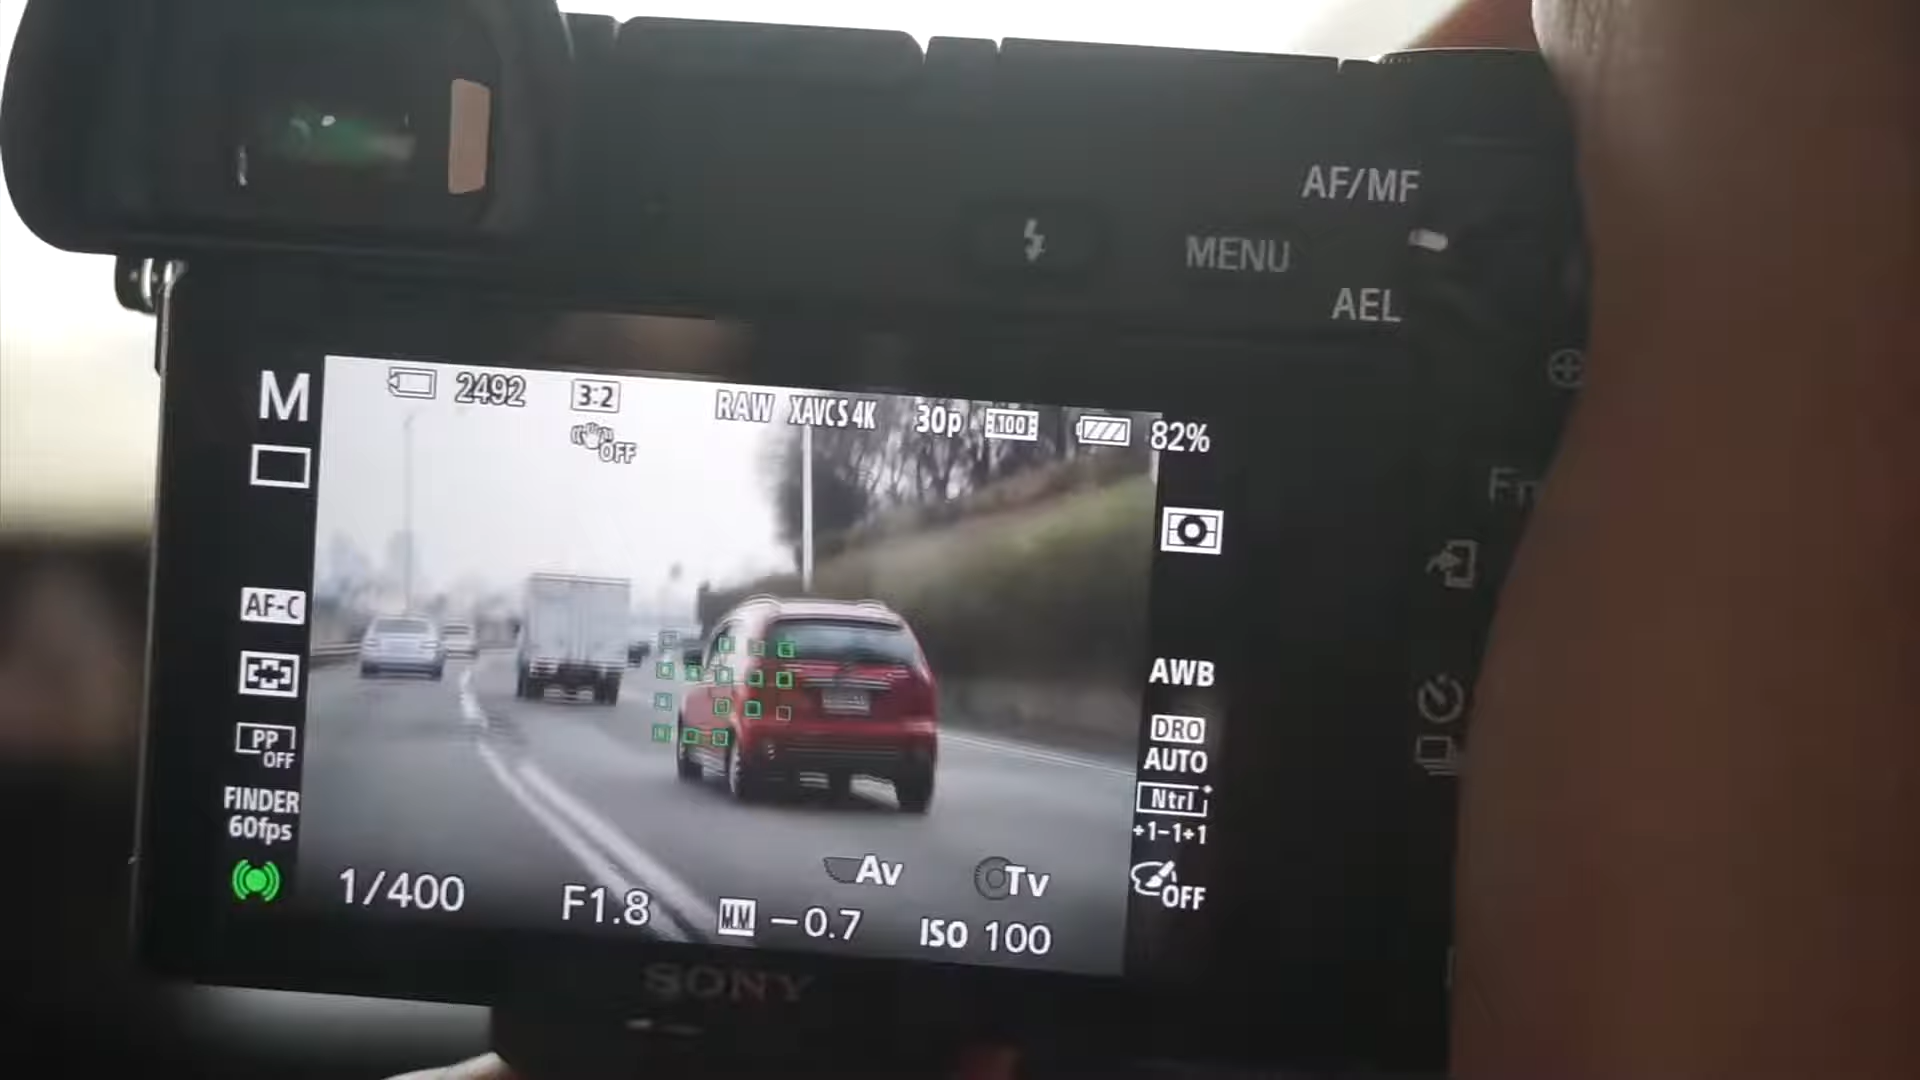 AF/MF
MENU
AEL
Fn
M
2492
3:2
RAW XAVC S 4K
30p
100
82%
OFF
AF-C
PP
OFF
FINDER
60fps
AWB
DRO
AUTO
Ntrl
+1-1+1
OFF
Av
Tv
1/400
F1.8
M.M. -0.7
ISO 100
SONY